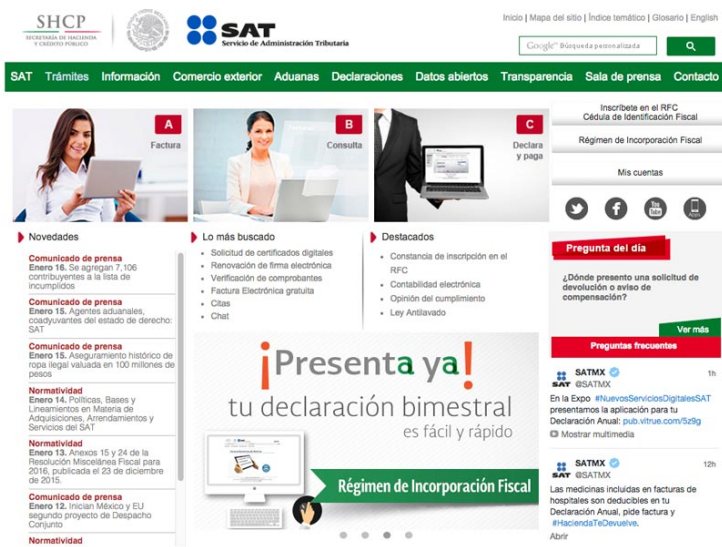 SHCP
SECRETARÍA DE HACIENDA
Y CRÉDITO PÚBLICO
SAT
Servicio de Administración Tributaria
Inicio | Mapa del sitio | Índice temático | Glosario | English
Google™ Búsqueda personalizada
SAT Trámites Información Comercio exterior Aduanas Declaraciones Datos abiertos Transparencia Sala de prensa Contacto
A
Factura
B
Consulta
C
Declara
y paga
Inscríbete en el RFC
Cédula de Identificación Fiscal
Régimen de Incorporación Fiscal
Mis cuentas
You
Tube
Apps
Novedades
Comunicado de prensa
Enero 16. Se agregan 7,106
contribuyentes a la lista de
incumplidos
Comunicado de prensa
Enero 15. Agentes aduanales,
coadyuvantes del estado de derecho:
SAT
Comunicado de prensa
Enero 15. Aseguramiento histórico de
ropa ilegal valuada en 100 millones de
pesos
Normatividad
Enero 14. Políticas, Bases y
Lineamientos en Materia de
Adquisiciones, Arrendamientos y
Servicios del SAT
Normatividad
Enero 13. Anexos 15 y 24 de la
Resolución Miscelánea Fiscal para
2016, publicada el 23 de diciembre
de 2015.
Comunicado de prensa
Enero 12. Inician México y EU
segundo proyecto de Despacho
Conjunto
Comunicado de prensa
Lo más buscado
Solicitud de certificados digitales
Renovación de firma electrónica
Verificación de comprobantes
Factura Electrónica gratuita
Citas
Chat
Destacados
Constancia de inscripción en el
RFC
Contabilidad electrónica
Opinión del cumplimiento
Ley Antilavado
¡Presenta ya!
tu declaración bimestral
es fácil y rápido
Régimen de Incorporación Fiscal
Pregunta del día
¿Dónde presento una solicitud de
devolución o aviso de
compensación?
Ver más
Preguntas frecuentes
SAT
SATMX
@SATMX
1h
En la Expo #NuevosServiciosDigitalesSAT
presentamos la aplicación para tu
Declaración Anual: pub.vitrue.com/5z9g
Mostrar multimedia
SAT
SATMX
@SATMX
12h
Las medicinas incluidas en facturas de
hospitales son deducibles en tu
Declaración Anual, pide factura y
#HaciendaTeDevuelve.
Abrir